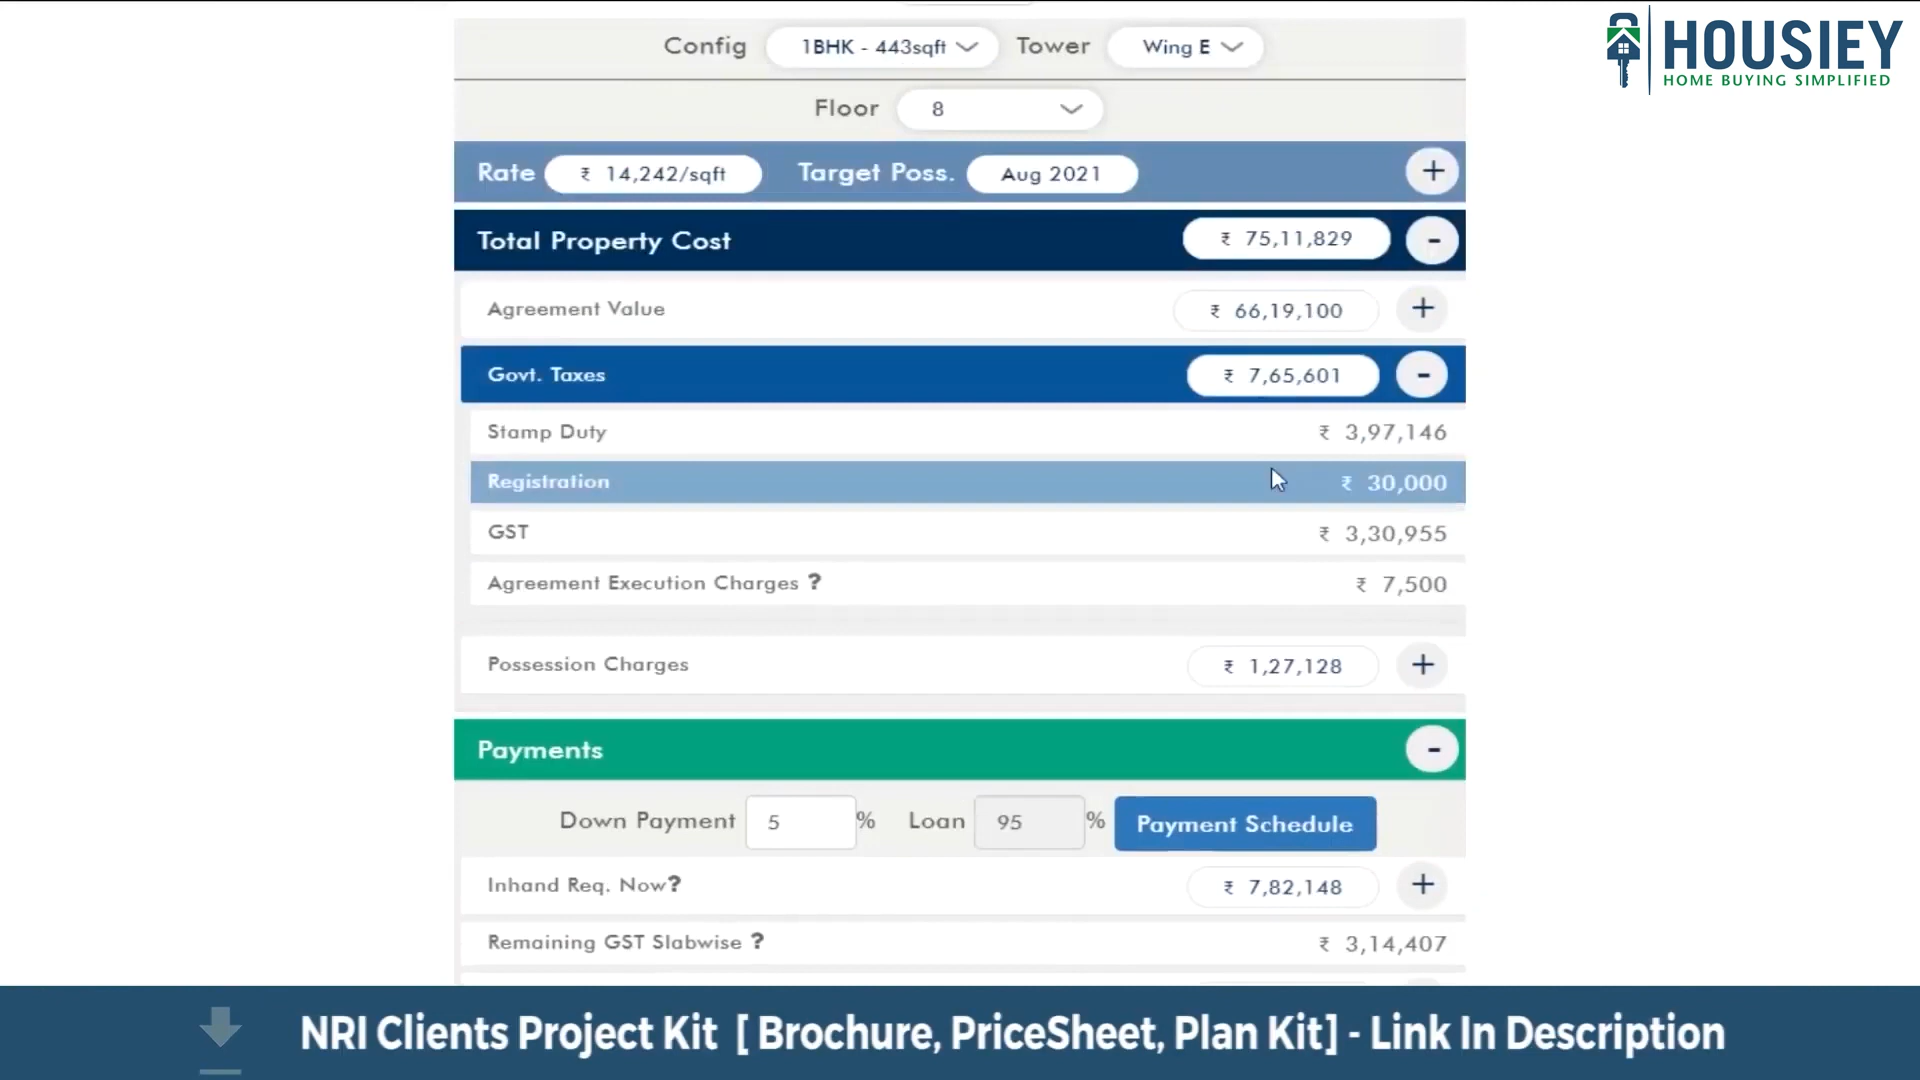 HOUSIEY
HOME BUYING SIMPLIFIED
Config 1BHK - 443sqft Tower Wing E
Floor 8
Rate ₹ 14,242/sqft Target Poss. Aug 2021 +
Total Property Cost ₹ 75,11,829 -
Agreement Value ₹ 66,19,100 +
Govt. Taxes ₹ 7,65,601 -
Stamp Duty ₹ 3,97,146
Registration ₹ 30,000
GST ₹ 3,30,955
Agreement Execution Charges ? ₹ 7,500
Possession Charges ₹ 1,27,128 +
Payments -
Down Payment 5 % Loan 95 % Payment Schedule
Inhand Req. Now? ₹ 7,82,148 +
Remaining GST Slabwise ? ₹ 3,14,407
NRI Clients Project Kit [ Brochure, PriceSheet, Plan Kit] - Link In Description